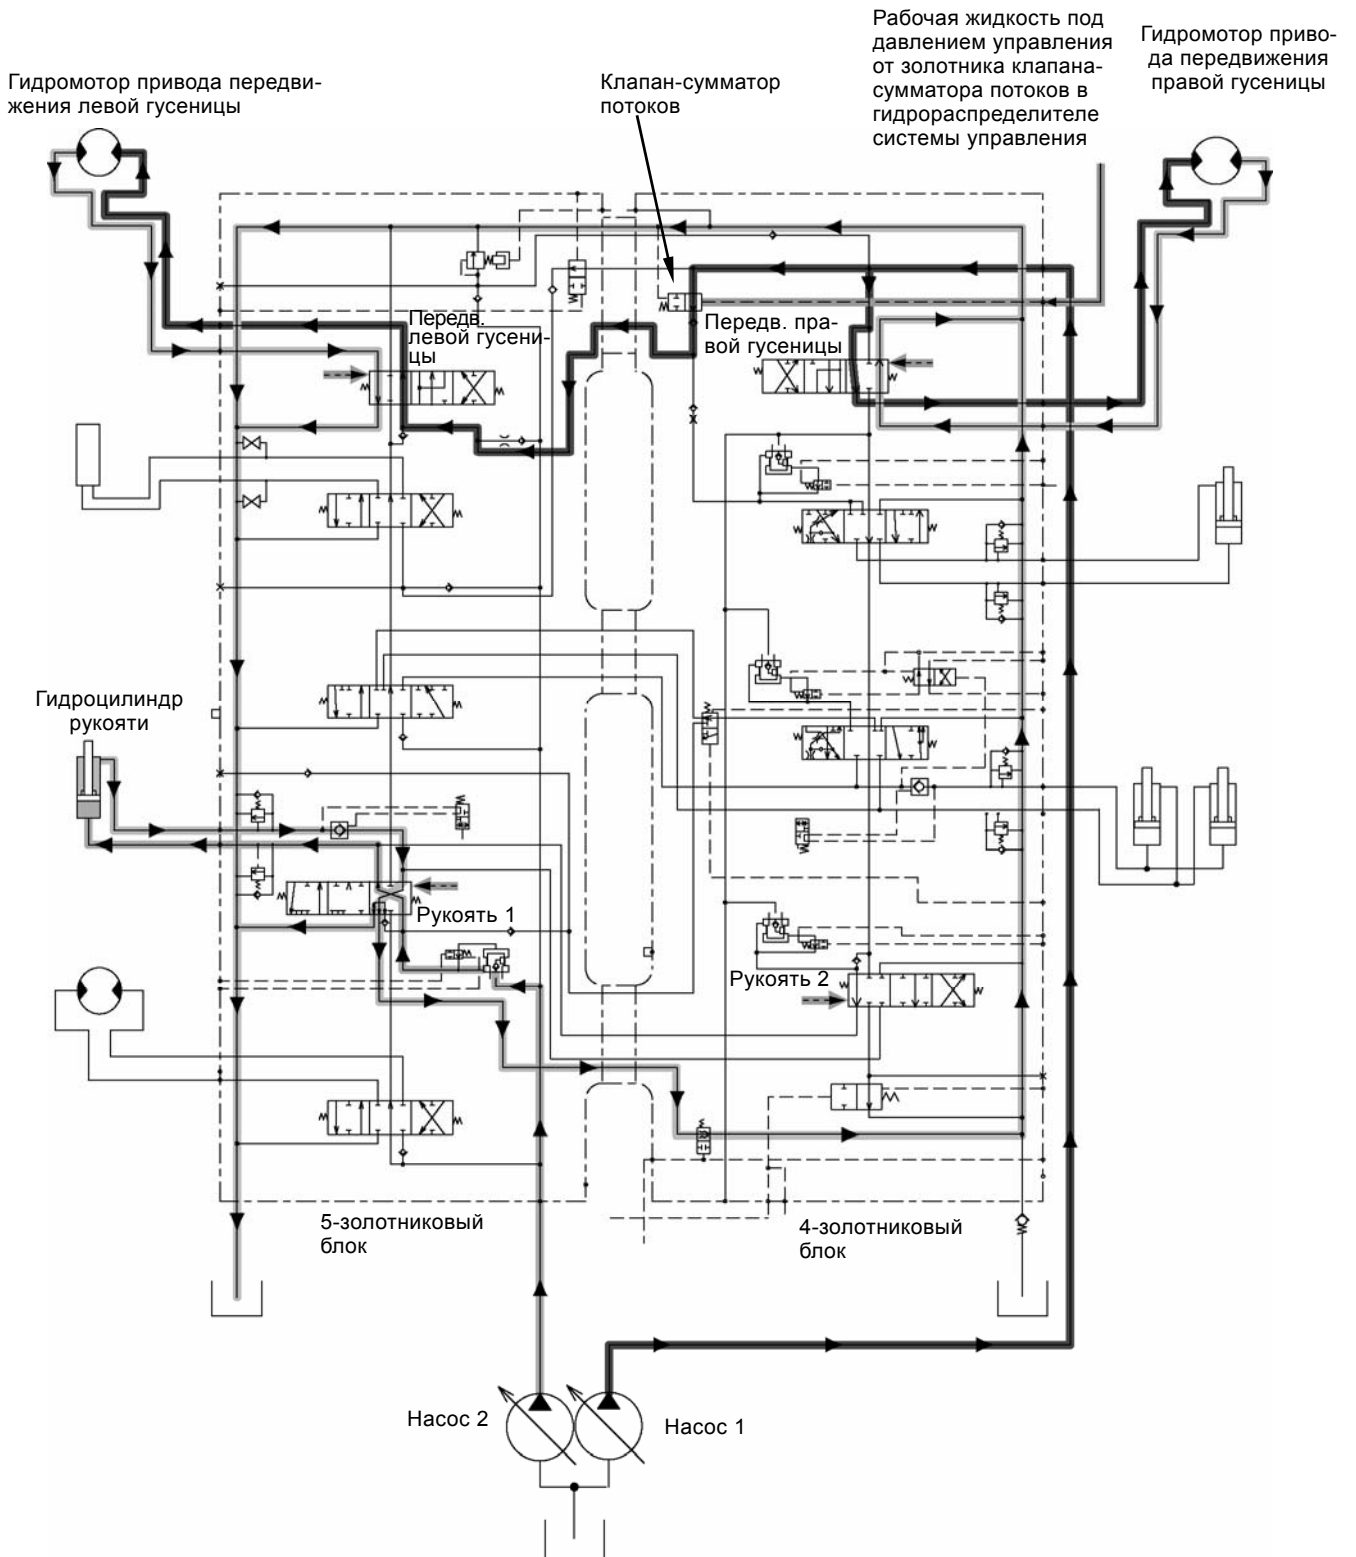 Рабочая жидкость под
давлением управления
от золотника клапана-
сумматора потоков в
гидрораспределителе
системы управления
Гидромотор приво-
да передвижения
правой гусеницы
Гидромотор привода передви-
жения левой гусеницы
Клапан-сумматор
потоков
Передв.
левой гусени-
цы
Передв. пра-
вой гусеницы
Гидроцилиндр
рукояти
Рукоять 1
Рукоять 2
5-золотниковый
блок
4-золотниковый
блок
Насос 2
Насос 1